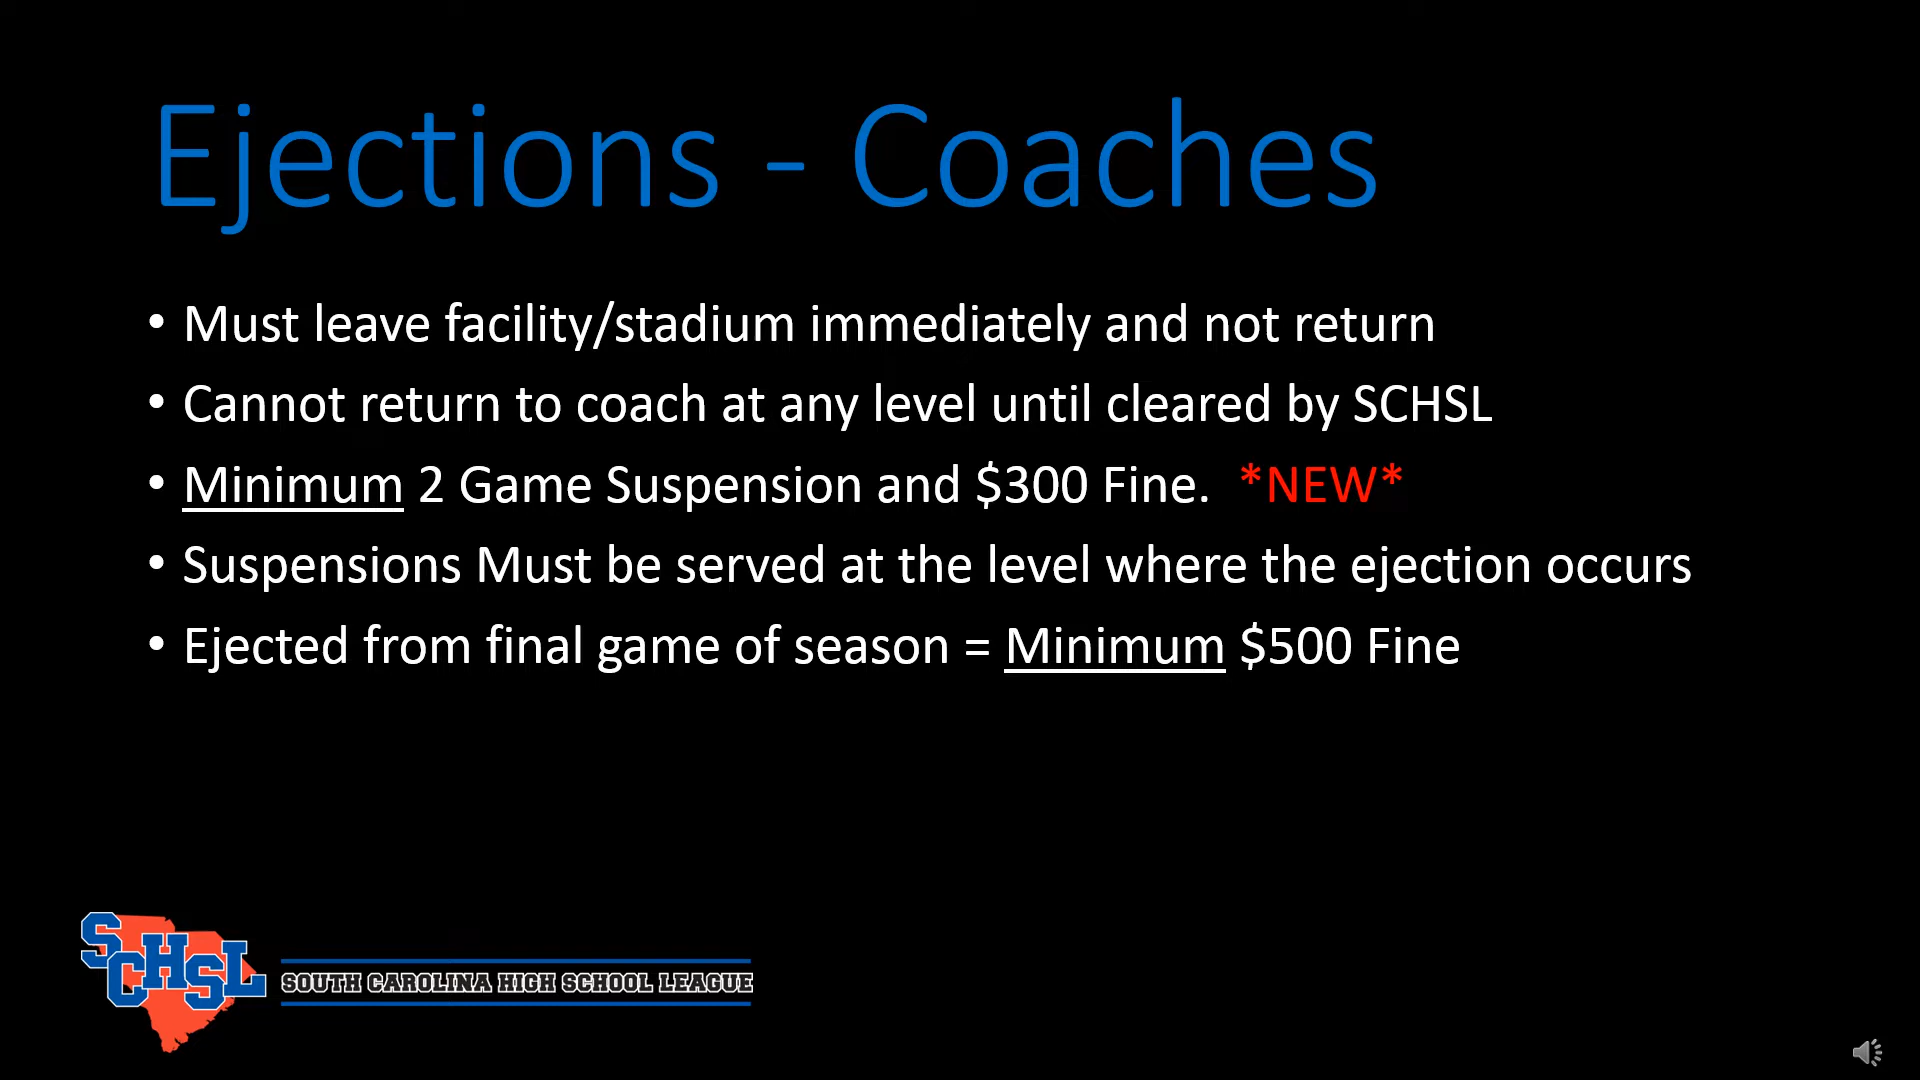 Ejections - Coaches
• Must leave facility/stadium immediately and not return
• Cannot return to coach at any level until cleared by SCHSL
• Minimum 2 Game Suspension and $300 Fine.  *NEW*
• Suspensions Must be served at the level where the ejection occurs
• Ejected from final game of season = Minimum $500 Fine
SCHSL
SOUTH CAROLINA HIGH SCHOOL LEAGUE